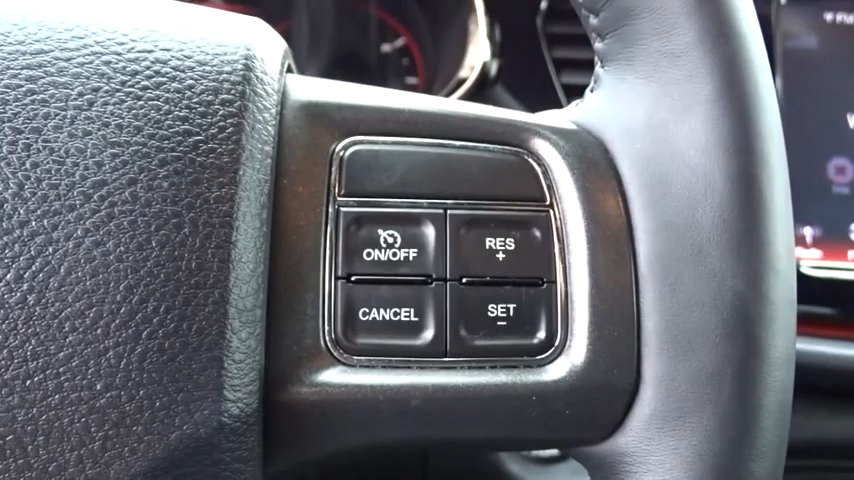 ON/OFF
RES
+
CANCEL
SET
-